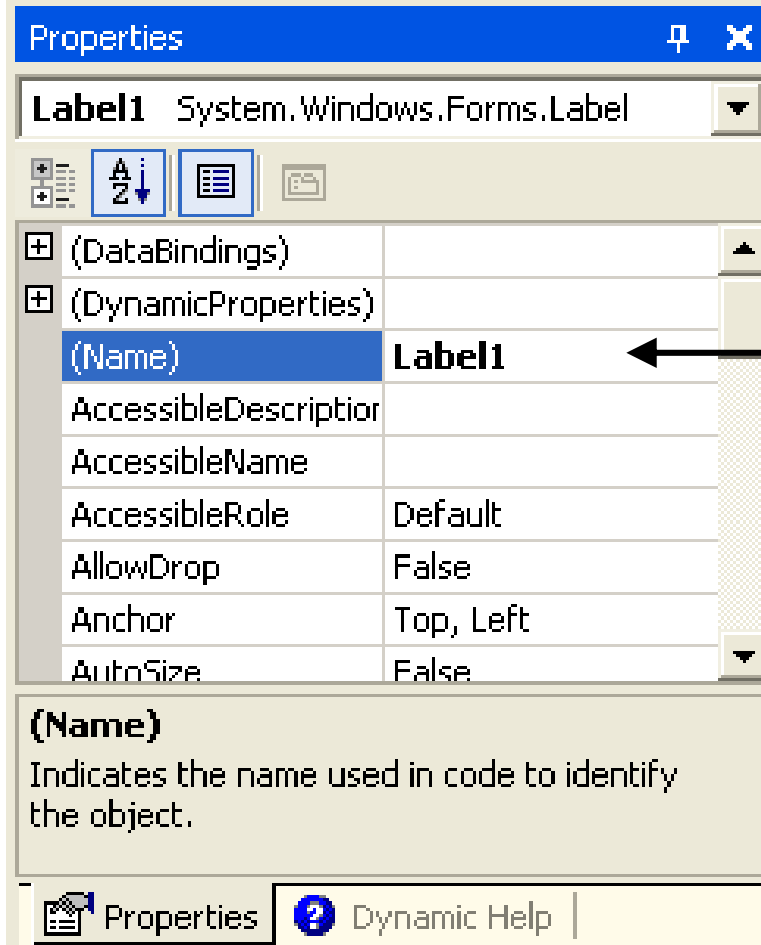 Properties
Label1 System.Windows.Forms.Label
(DataBindings)
(DynamicProperties)
(Name) Label1
AccessibleDescription
AccessibleName
AccessibleRole Default
AllowDrop False
Anchor Top, Left
AutoSize False
(Name)
Indicates the name used in code to identify
the object.
Properties Dynamic Help